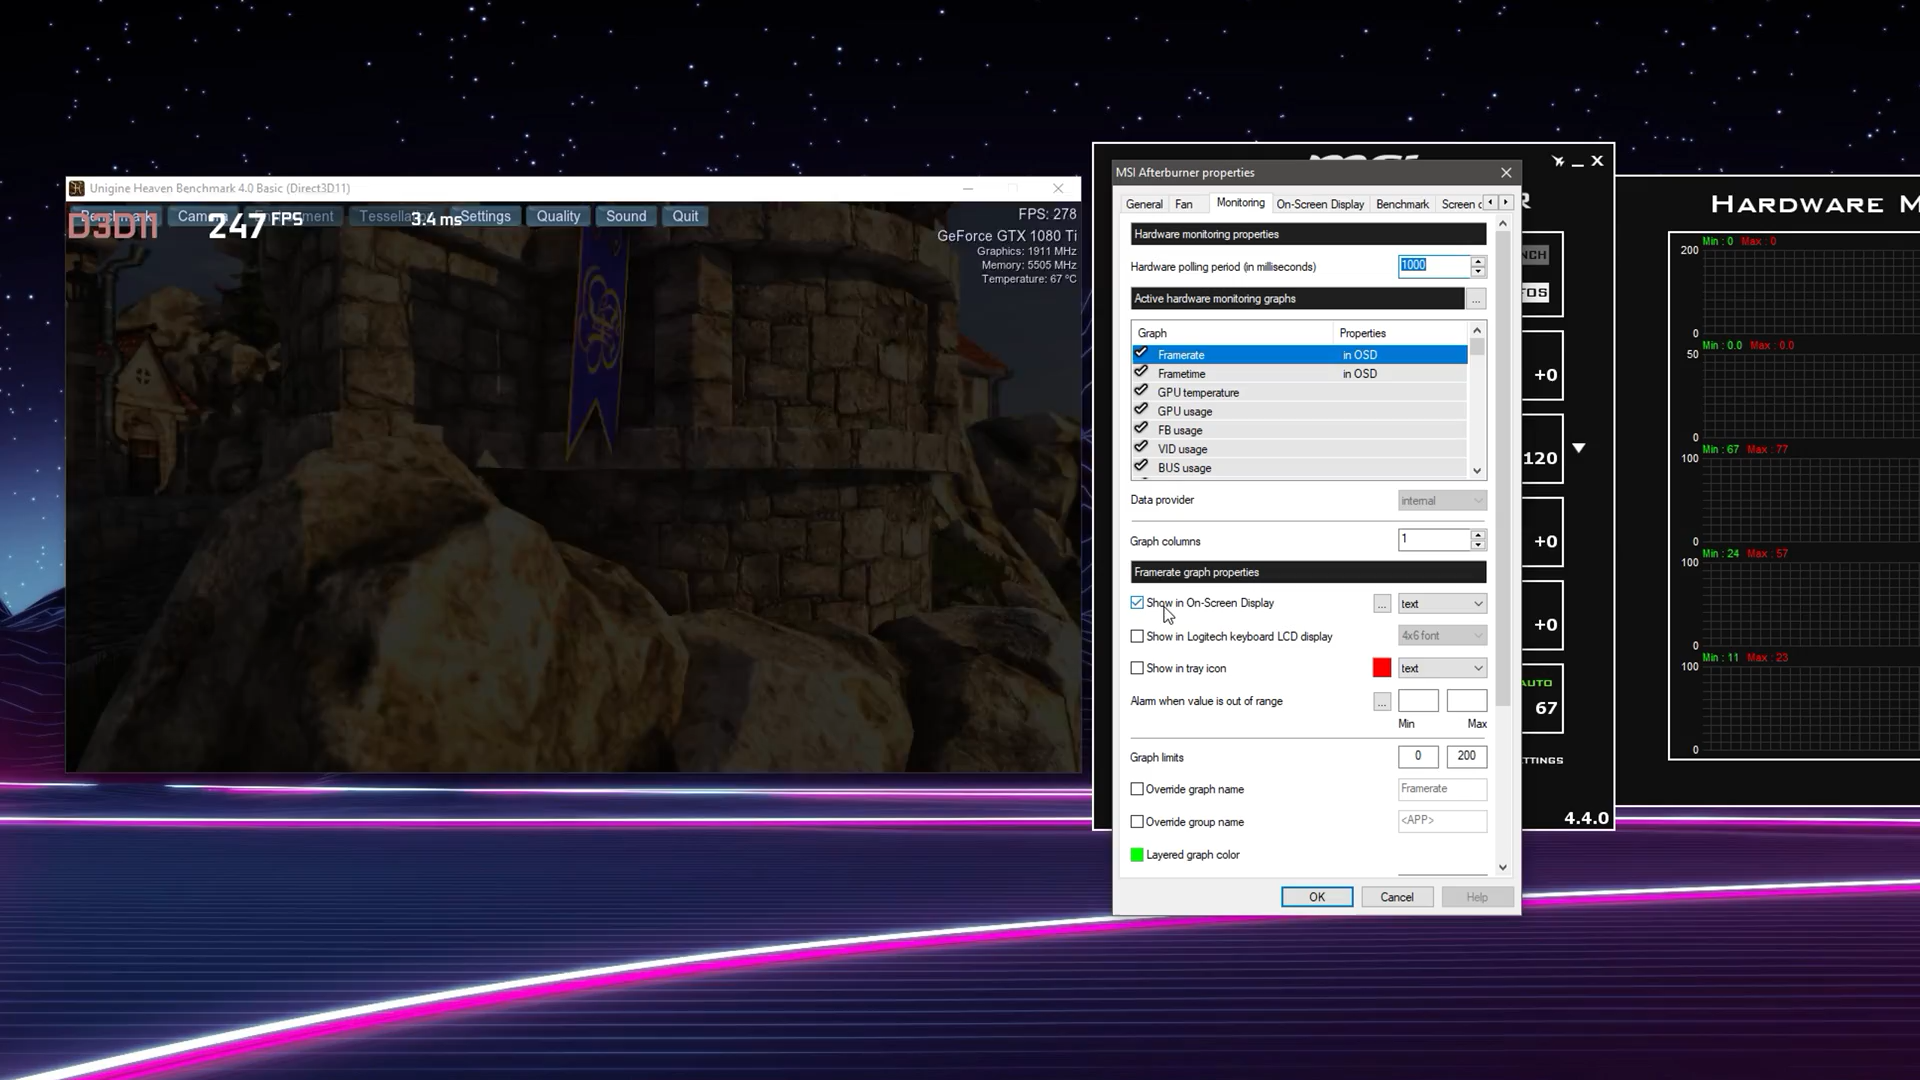 Unigine Heaven Benchmark 4.0 Basic (Direct3D11)
Settings Quality Sound Quit
D3D11 247 FPS 3.4 ms
FPS: 278
GeForce GTX 1080 Ti
Graphics: 1911 MHz
Memory: 5505 MHz
Temperature: 67 °C
MSI Afterburner properties
General Fan Monitoring On-Screen Display Benchmark Screen c
Hardware monitoring properties
Hardware polling period (in milliseconds) 1000
Active hardware monitoring graphs ...
Graph Properties
Framerate in OSD
Frametime in OSD
GPU temperature
GPU usage
FB usage
VID usage
BUS usage
Data provider internal
Graph columns 1
Framerate graph properties
Show in On-Screen Display ... text
Show in Logitech keyboard LCD display 4x6 font
Show in tray icon text
Alarm when value is out of range ...
Min Max
Graph limits 0 200
Override graph name Framerate
Override group name <APP>
Layered graph color
OK Cancel Help
+0
120
+0
+0
AUTO
67
TTINGS
4.4.0
HARDWARE M
Min : 0 Max : 0
200
0
Min : 0.0 Max : 0.0
50
0
Min : 67 Max : 77
100
0
Min : 24 Max : 57
100
0
Min : 11 Max : 23
100
0